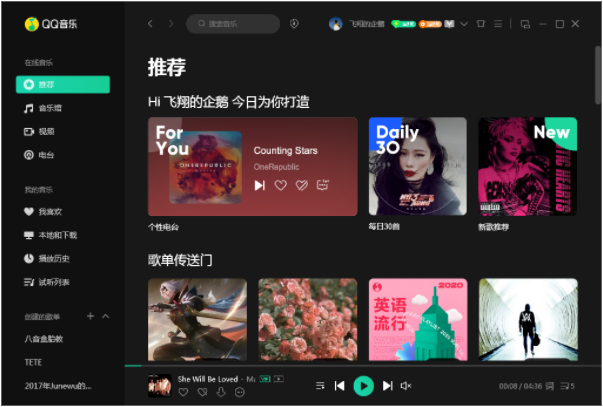 QQ音乐
搜索音乐
飞翔的企鹅
在线音乐
推荐
音乐馆
视频
电台
我的音乐
我喜欢
本地和下载
播放历史
试听列表
创建的歌单
八音盒胎教
TETE
2017年Junewu的...
推荐
Hi 飞翔的企鹅 今日为你打造
For
You
ONEREPUBLIC
Counting Stars
OneRepublic
个性电台
Daily
30
每日30首
New
新歌推荐
歌单传送门
2020
英语
流行
She Will Be Loved
00:08 / 04:36
词
5